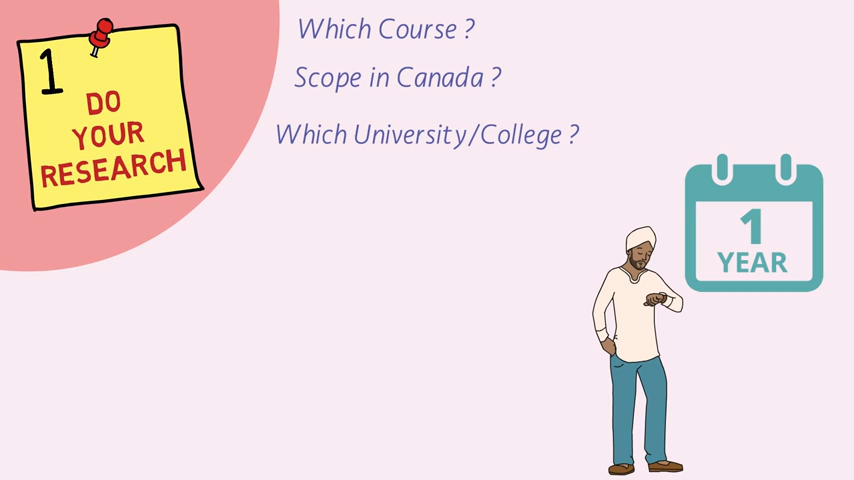 1
DO
YOUR
RESEARCH
Which Course ?
Scope in Canada ?
Which University/College ?
1
YEAR